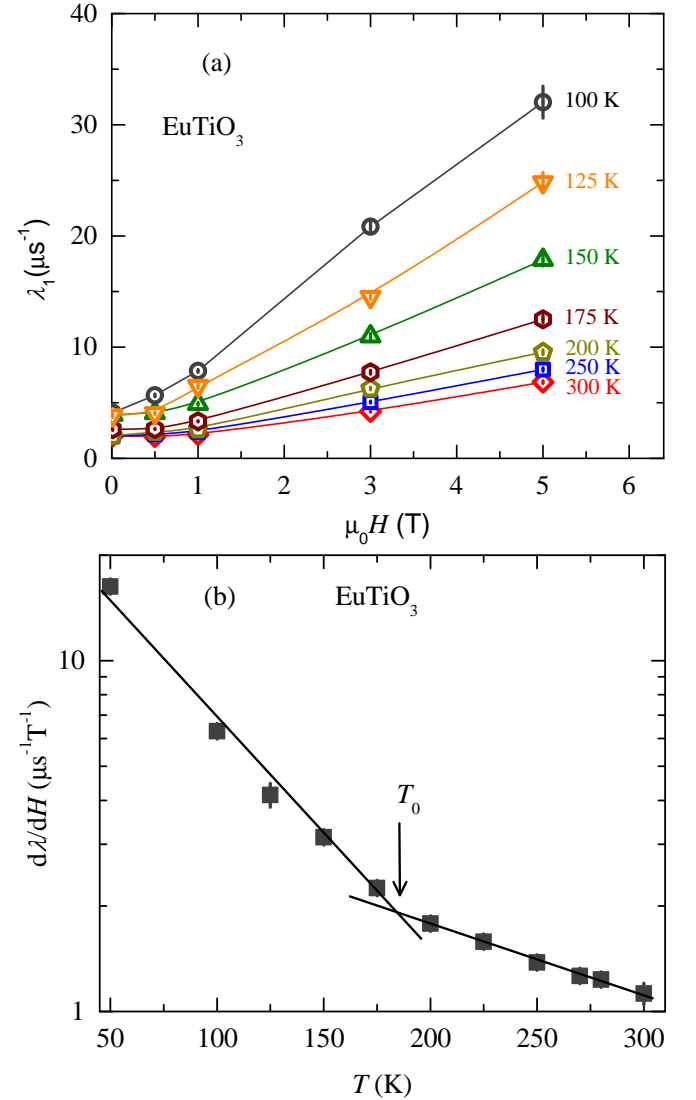 40
(a)
EuTiO₃
100 K
30
125 K
λ₁(μs⁻¹)
20
150 K
175 K
10
200 K
250 K
300 K
0
0 1 2 3 4 5 6
μ₀H (T)
(b) EuTiO₃
10
dλ/dH (μs⁻¹T⁻¹)
T₀
1
50 100 150 200 250 300
T (K)